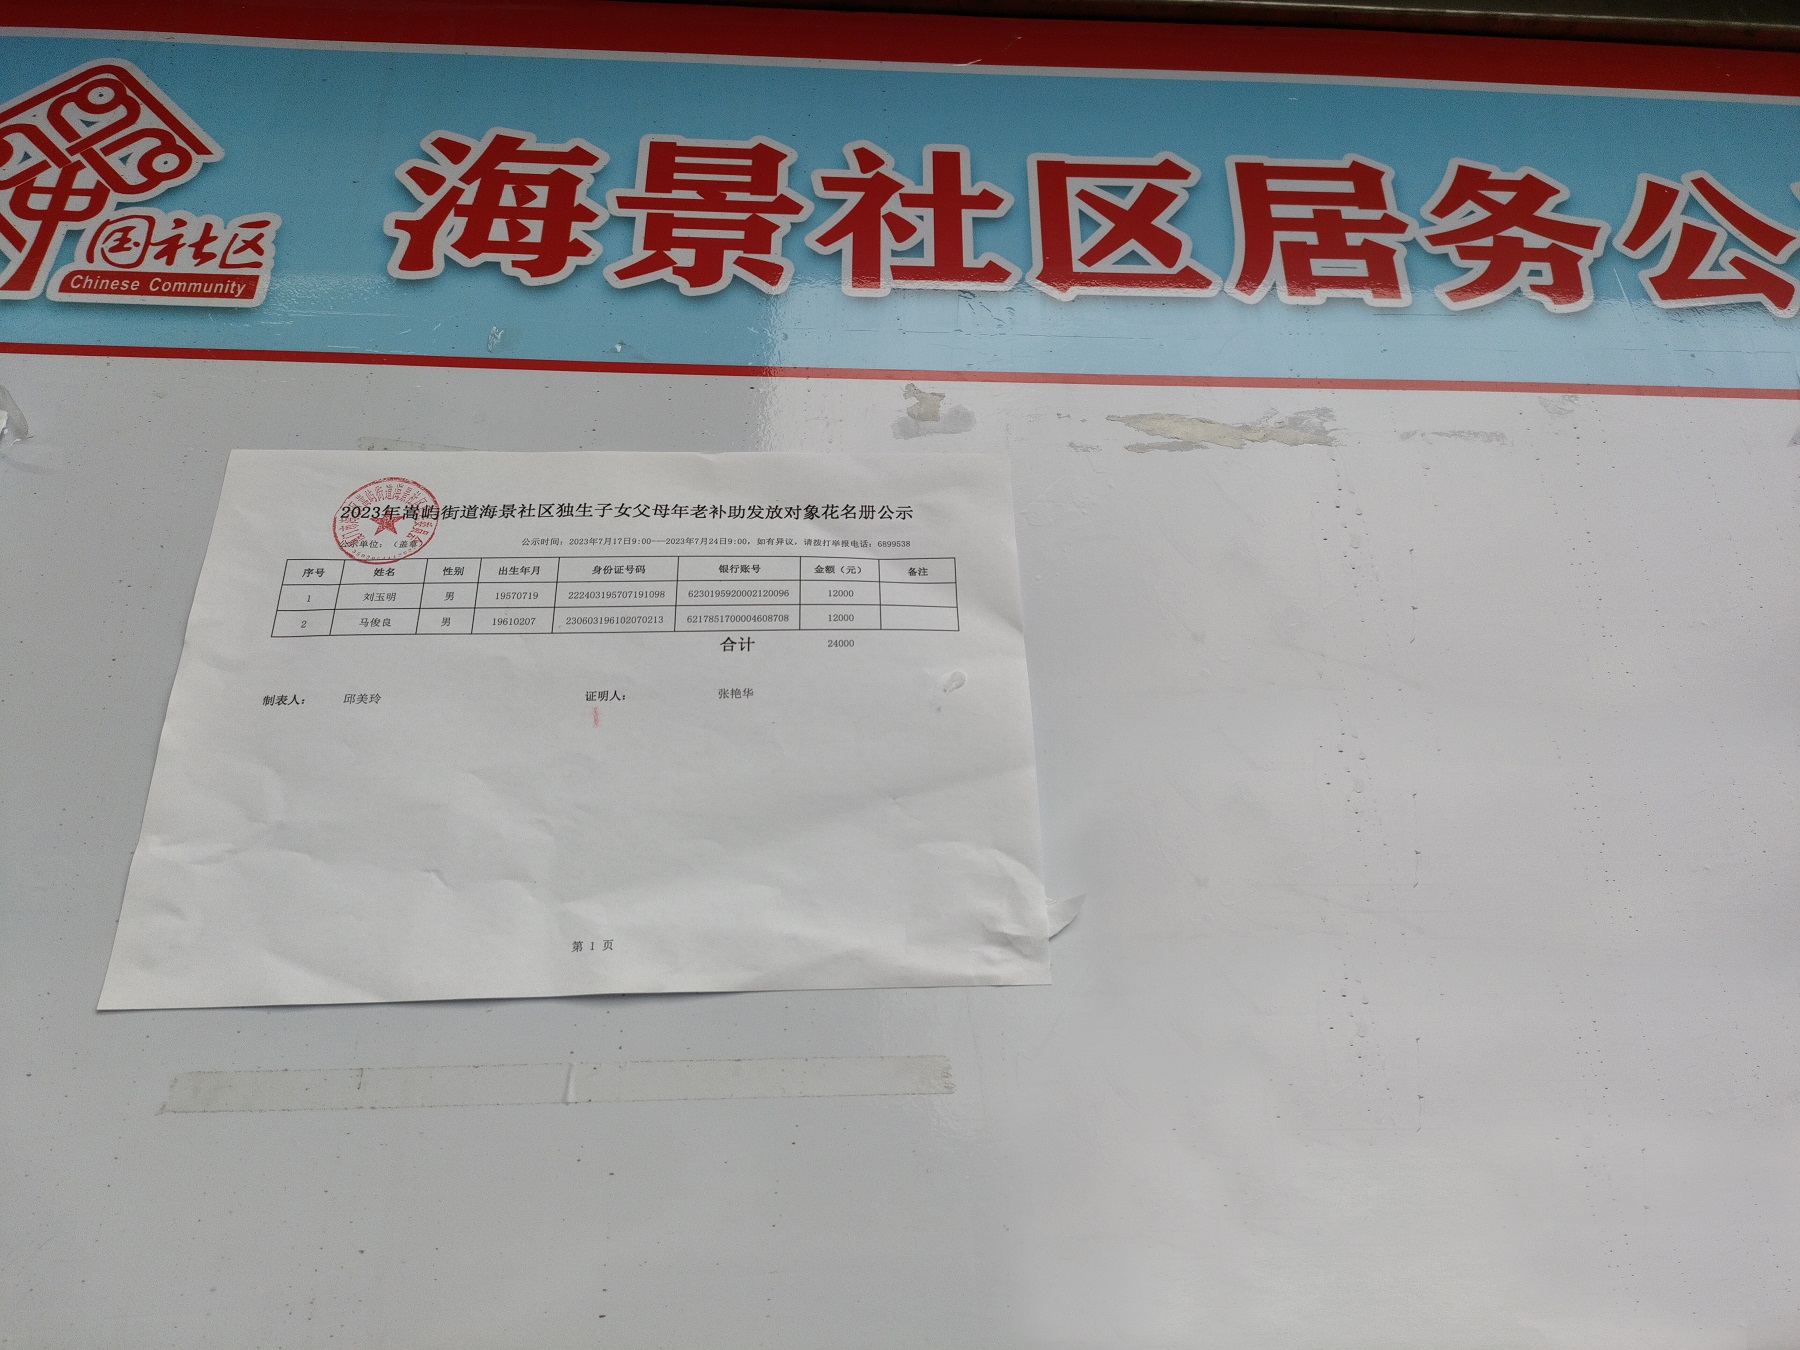 中国社区
Chinese Community
海景社区居务公
2023年嵩屿街道海景社区独生子女父母年老补助发放对象花名册公示
公示单位：（盖章） 公示时间：2023年7月17日9:00---2023年7月24日9:00，如有异议，请拨打举报电话：6899538
序号 姓名 性别 出生年月 身份证号码 银行账号 金额（元） 备注
1 刘玉明 男 19570719 222403195707191098 6230195920002120096 12000
2 马俊良 男 19610207 230603196102070213 6217851700004608708 12000
合计 24000
制表人： 邱美玲 证明人： 张艳华
第 1 页